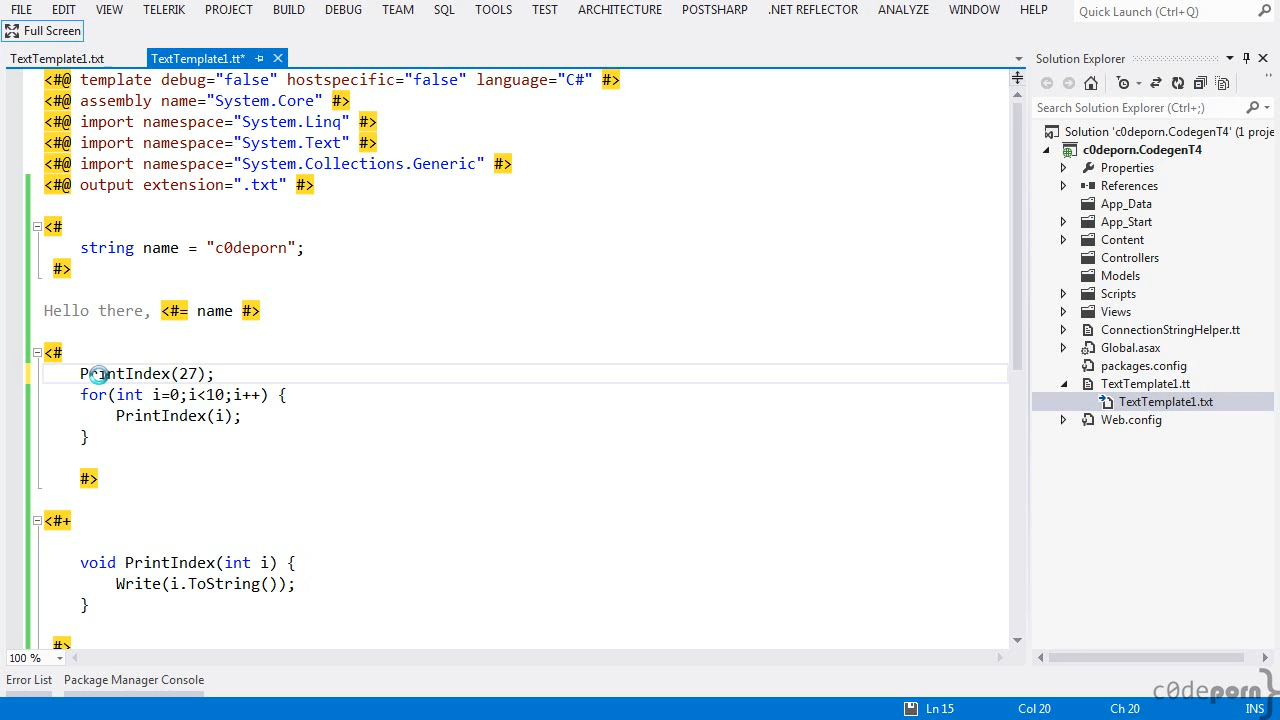 FILE EDIT VIEW TELERIK PROJECT BUILD DEBUG TEAM SQL TOOLS TEST ARCHITECTURE POSTSHARP .NET REFLECTOR ANALYZE WINDOW HELP Quick Launch (Ctrl+Q)
Full Screen
TextTemplate1.txt TextTemplate1.tt*
<#@ template debug="false" hostspecific="false" language="C#" #>
<#@ assembly name="System.Core" #>
<#@ import namespace="System.Linq" #>
<#@ import namespace="System.Text" #>
<#@ import namespace="System.Collections.Generic" #>
<#@ output extension=".txt" #>
<#
string name = "c0deporn";
#>
Hello there, <#= name #>
<#
PrintIndex(27);
for(int i=0;i<10;i++) {
PrintIndex(i);
}
#>
<#+
void PrintIndex(int i) {
Write(i.ToString());
}
#>
100 %
Solution Explorer
Search Solution Explorer (Ctrl+;)
Solution 'c0deporn.CodegenT4' (1 proje
c0deporn.CodegenT4
Properties
References
App_Data
App_Start
Content
Controllers
Models
Scripts
Views
ConnectionStringHelper.tt
Global.asax
packages.config
TextTemplate1.tt
TextTemplate1.txt
Web.config
Error List Package Manager Console
c0deporn
Ln 15 Col 20 Ch 20 INS